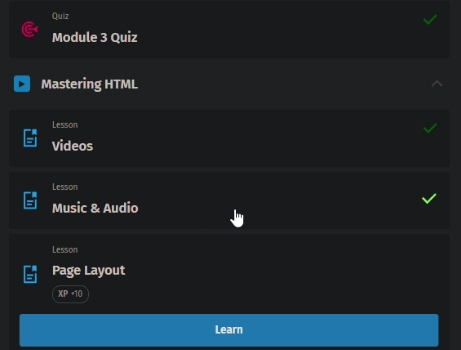 Quiz
Module 3 Quiz
Mastering HTML
Lesson
Videos
Lesson
Music & Audio
Lesson
Page Layout
XP +10
Learn